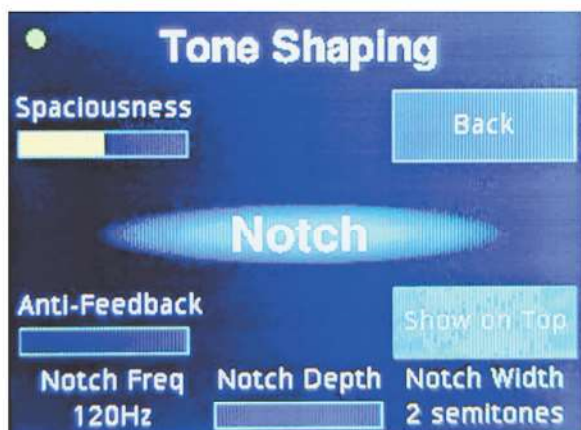 Tone Shaping
Spaciousness
Back
Notch
Anti-Feedback
Show on Top
Notch Freq Notch Depth Notch Width
120Hz 2 semitones